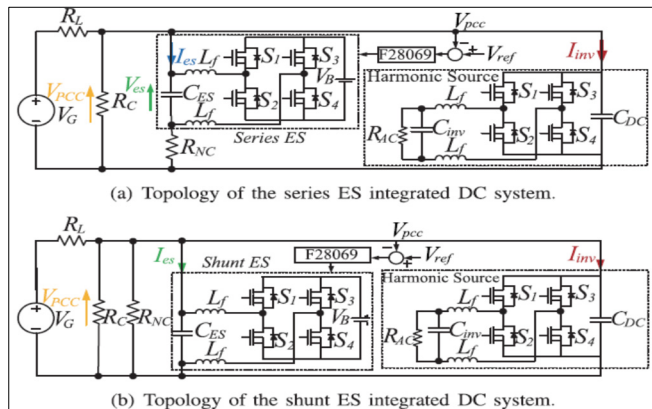 R_L
V_pcc
I_es
L_f
S_1
S_3
F28069
V_ref
I_inv
V_PCC
V_G
R_C
V_es
C_ES
S_2
S_4
V_B
L_f
R_NC
Series ES
Harmonic Source
L_f
S_1
S_3
R_AC
C_inv
S_2
S_4
L_f
C_DC
(a) Topology of the series ES integrated DC system.
R_L
V_pcc
I_es
Shunt ES
F28069
V_ref
I_inv
V_PCC
V_G
R_C
R_NC
C_ES
L_f
S_1
S_3
V_B
S_2
S_4
L_f
Harmonic Source
L_f
S_1
S_3
R_AC
C_inv
S_2
S_4
L_f
C_DC
(b) Topology of the shunt ES integrated DC system.